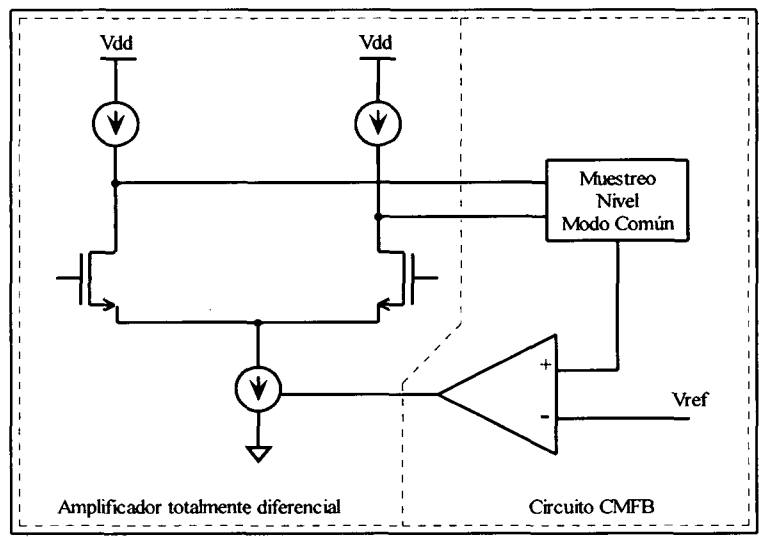 Vdd
Vdd
Muestreo
Nivel
Modo Común
+
-
Vref
Amplificador totalmente diferencial
Circuito CMFB